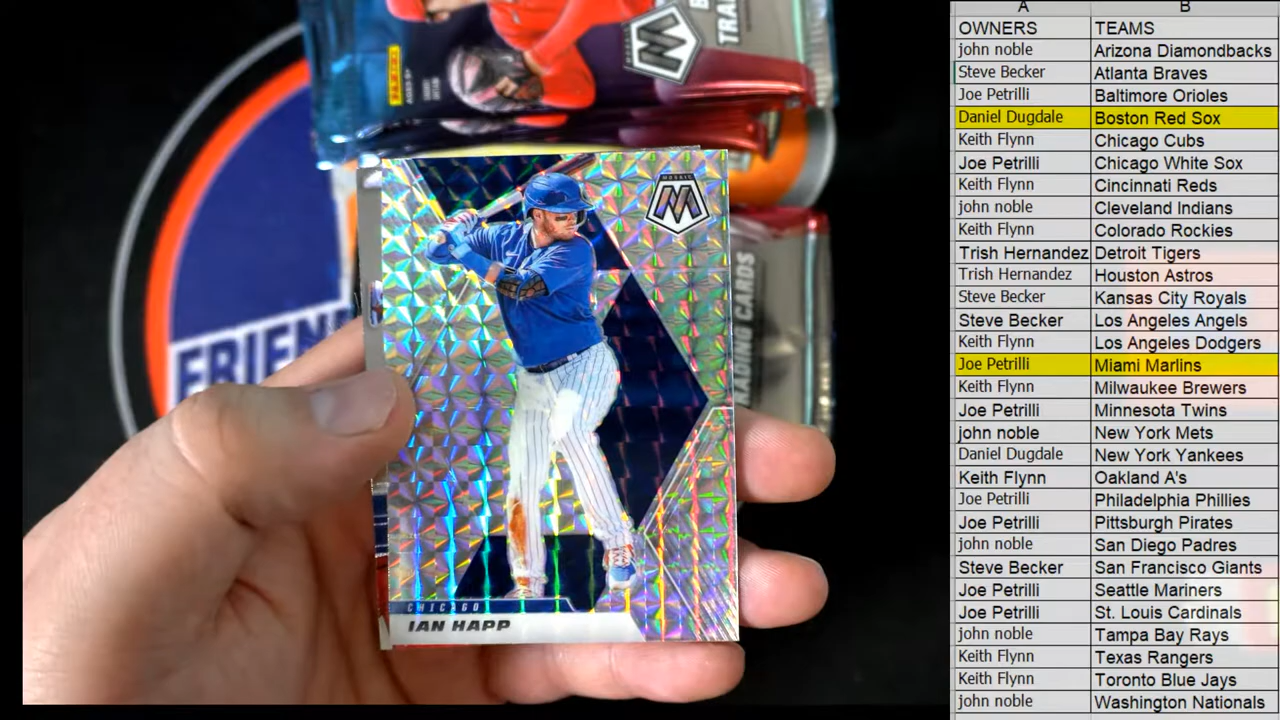 PANINI
MOSAIC
M
TRADING CARDS
FRIEN
MOSAIC
M
CHICAGO
IAN HAPP
A B
OWNERS TEAMS
john noble Arizona Diamondbacks
Steve Becker Atlanta Braves
Joe Petrilli Baltimore Orioles
Daniel Dugdale Boston Red Sox
Keith Flynn Chicago Cubs
Joe Petrilli Chicago White Sox
Keith Flynn Cincinnati Reds
john noble Cleveland Indians
Keith Flynn Colorado Rockies
Trish Hernandez Detroit Tigers
Trish Hernandez Houston Astros
Steve Becker Kansas City Royals
Steve Becker Los Angeles Angels
Keith Flynn Los Angeles Dodgers
Joe Petrilli Miami Marlins
Keith Flynn Milwaukee Brewers
Joe Petrilli Minnesota Twins
john noble New York Mets
Daniel Dugdale New York Yankees
Keith Flynn Oakland A's
Joe Petrilli Philadelphia Phillies
Joe Petrilli Pittsburgh Pirates
john noble San Diego Padres
Steve Becker San Francisco Giants
Joe Petrilli Seattle Mariners
Joe Petrilli St. Louis Cardinals
john noble Tampa Bay Rays
Keith Flynn Texas Rangers
Keith Flynn Toronto Blue Jays
john noble Washington Nationals